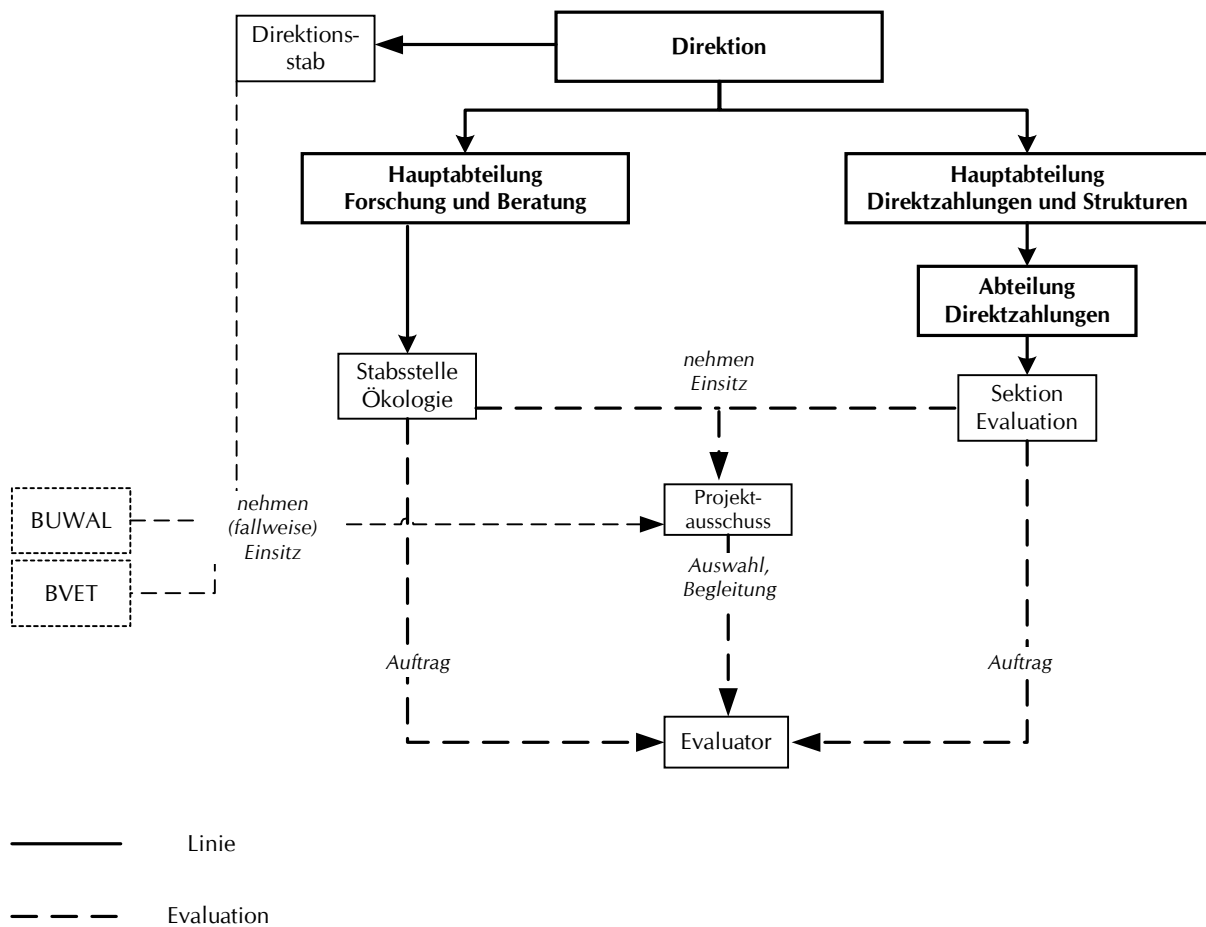 Direktions-
stab
Direktion
Hauptabteilung
Forschung und Beratung
Hauptabteilung
Direktzahlungen und Strukturen
Abteilung
Direktzahlungen
Stabsstelle
Ökologie
nehmen
Einsitz
Sektion
Evaluation
BUWAL
BVET
nehmen
(fallweise)
Einsitz
Projekt-
ausschuss
Auswahl,
Begleitung
Auftrag
Auftrag
Evaluator
Linie
Evaluation